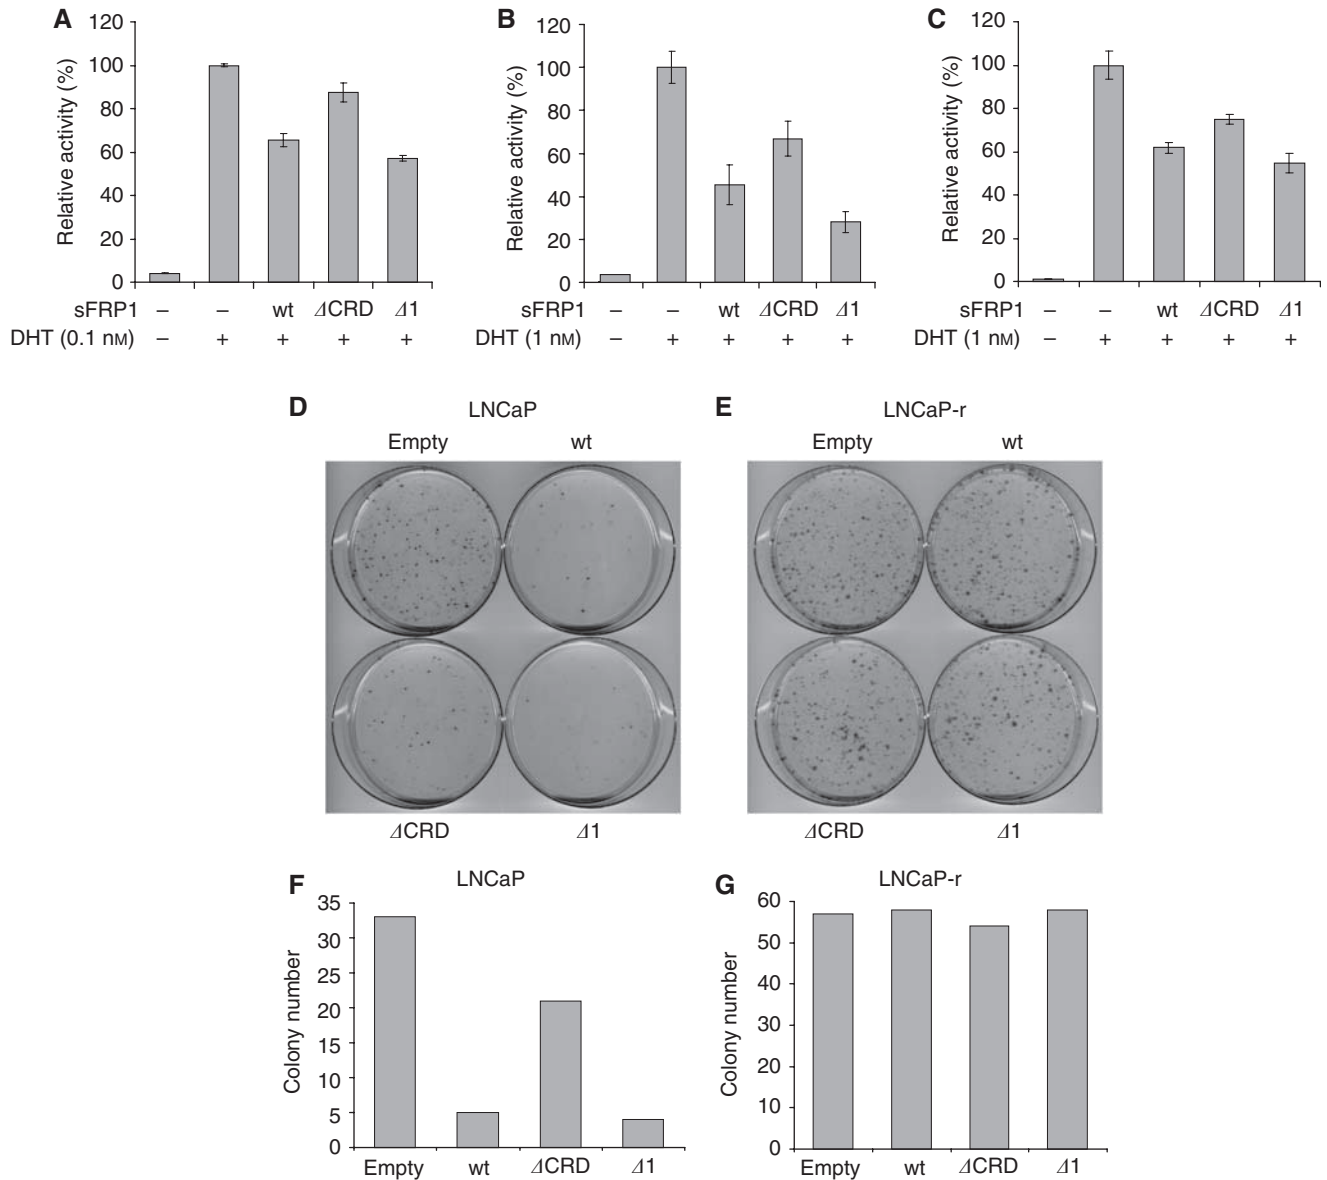 A
120
100
80
60
40
20
0
Relative activity (%)
sFRP1 – – wt ΔCRD Δ1
DHT (0.1 nM) – + + + +
B
120
100
80
60
40
20
0
Relative activity (%)
sFRP1 – – wt ΔCRD Δ1
DHT (1 nM) – + + + +
C
120
100
80
60
40
20
0
Relative activity (%)
sFRP1 – – wt ΔCRD Δ1
DHT (1 nM) – + + + +
D LNCaP
Empty wt
ΔCRD Δ1
E LNCaP-r
Empty wt
ΔCRD Δ1
F LNCaP
35
30
25
20
15
10
5
0
Colony number
Empty wt ΔCRD Δ1
G LNCaP-r
60
50
40
30
20
10
0
Colony number
Empty wt ΔCRD Δ1